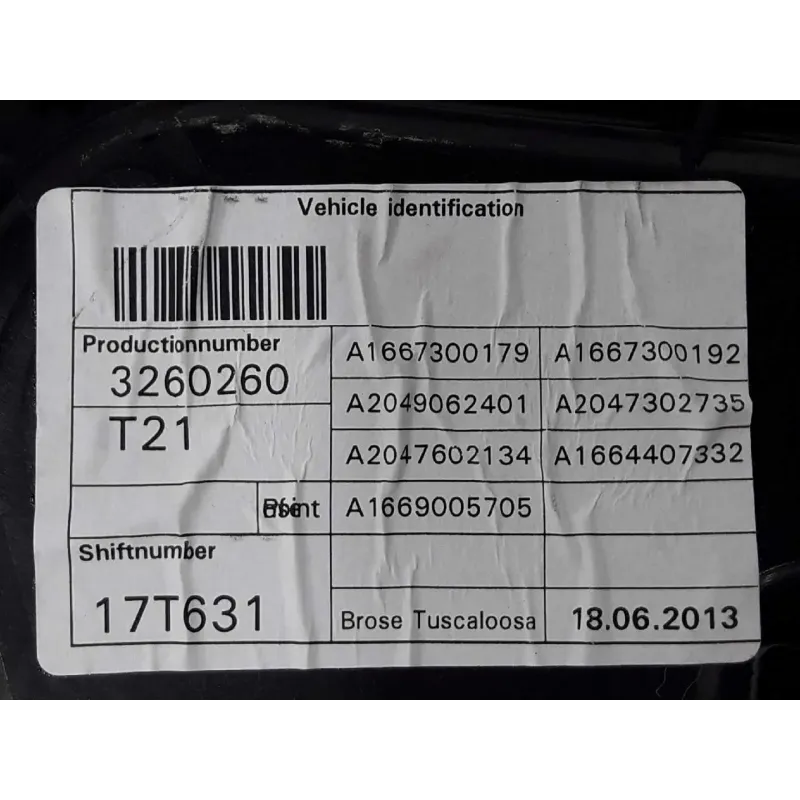 Vehicle identification
Productionnumber
3260260
A1667300179 A1667300192
T21
A2049062401 A2047302735
A2047602134 A1664407332
A1669005705
Shiftnumber
17T631
Brose Tuscaloosa 18.06.2013